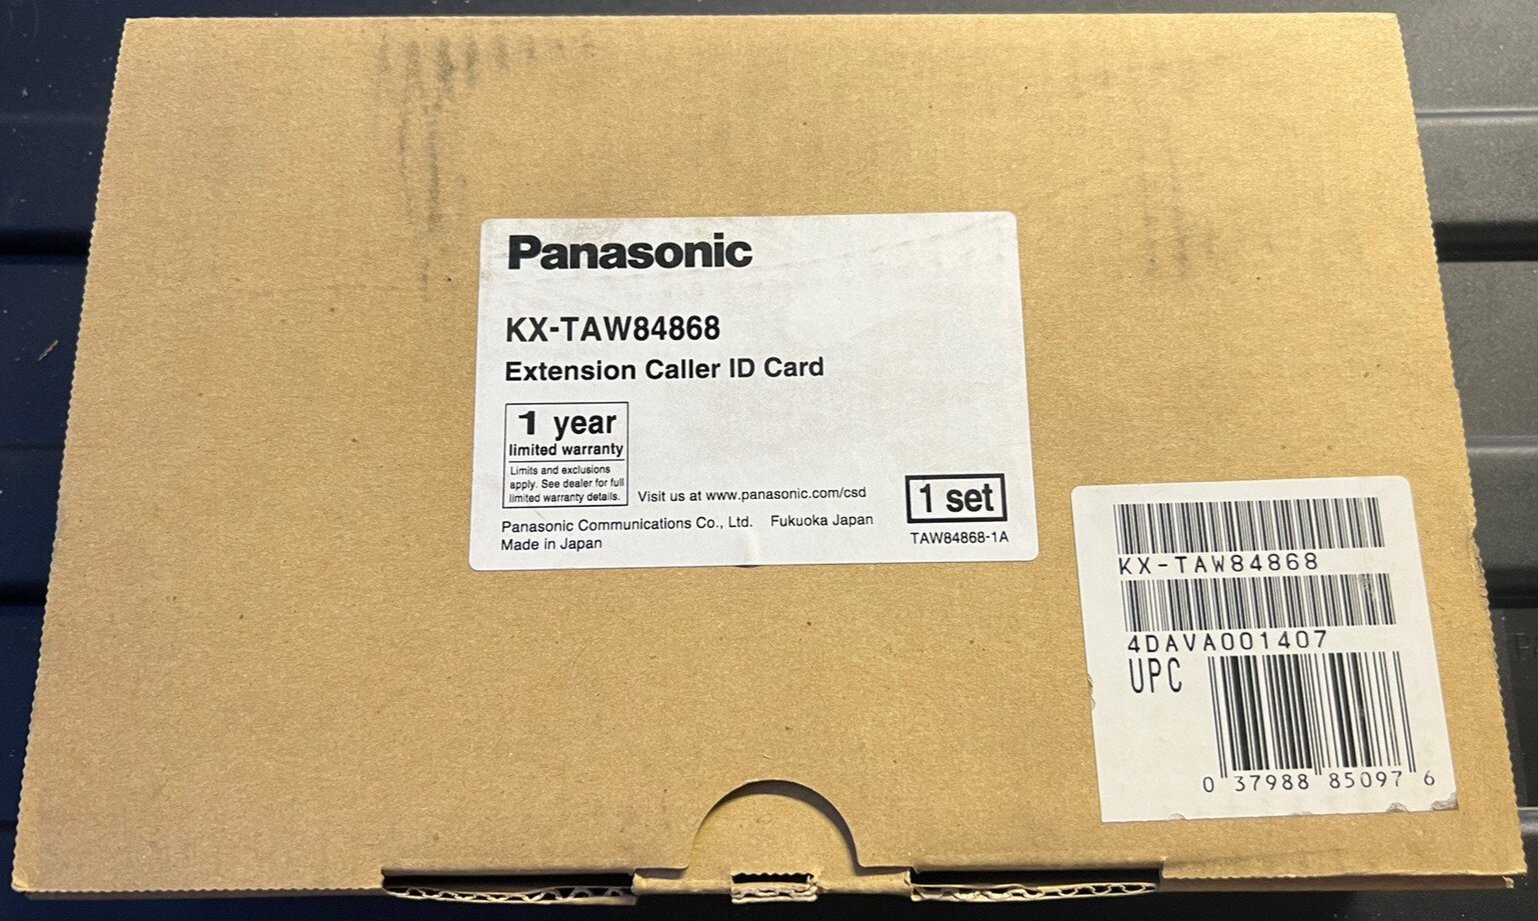 Panasonic
KX-TAW84868
Extension Caller ID Card
1 year
limited warranty
Limits and exclusions
apply. See dealer for full
limited warranty details.
Visit us at www.panasonic.com/csd
1 set
Panasonic Communications Co., Ltd. Fukuoka Japan
Made in Japan
TAW84868-1A
KX-TAW84868
4DAVA001407
UPC
0 37988 85097 6